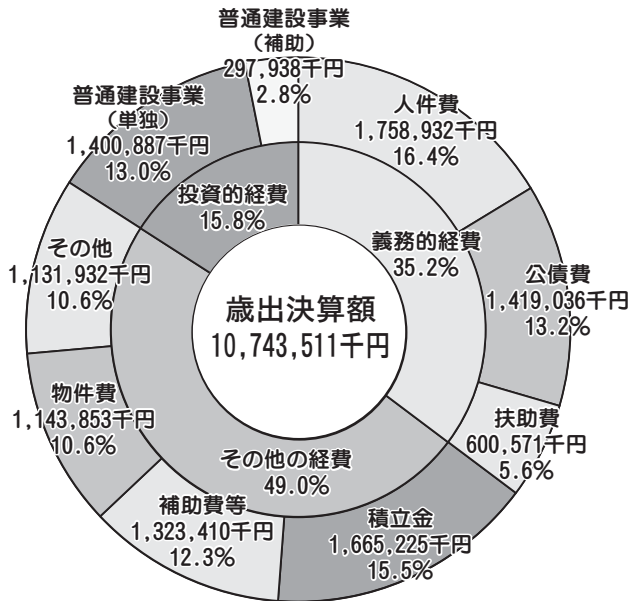 普通建設事業
（補助）
297,938千円
2.8%
人件費
1,758,932千円
16.4%
普通建設事業
（単独）
1,400,887千円
13.0%
投資的経費
15.8%
義務的経費
35.2%
公債費
1,419,036千円
13.2%
その他
1,131,932千円
10.6%
歳出決算額
10,743,511千円
物件費
1,143,853千円
10.6%
扶助費
600,571千円
5.6%
その他の経費
49.0%
補助費等
1,323,410千円
12.3%
積立金
1,665,225千円
15.5%